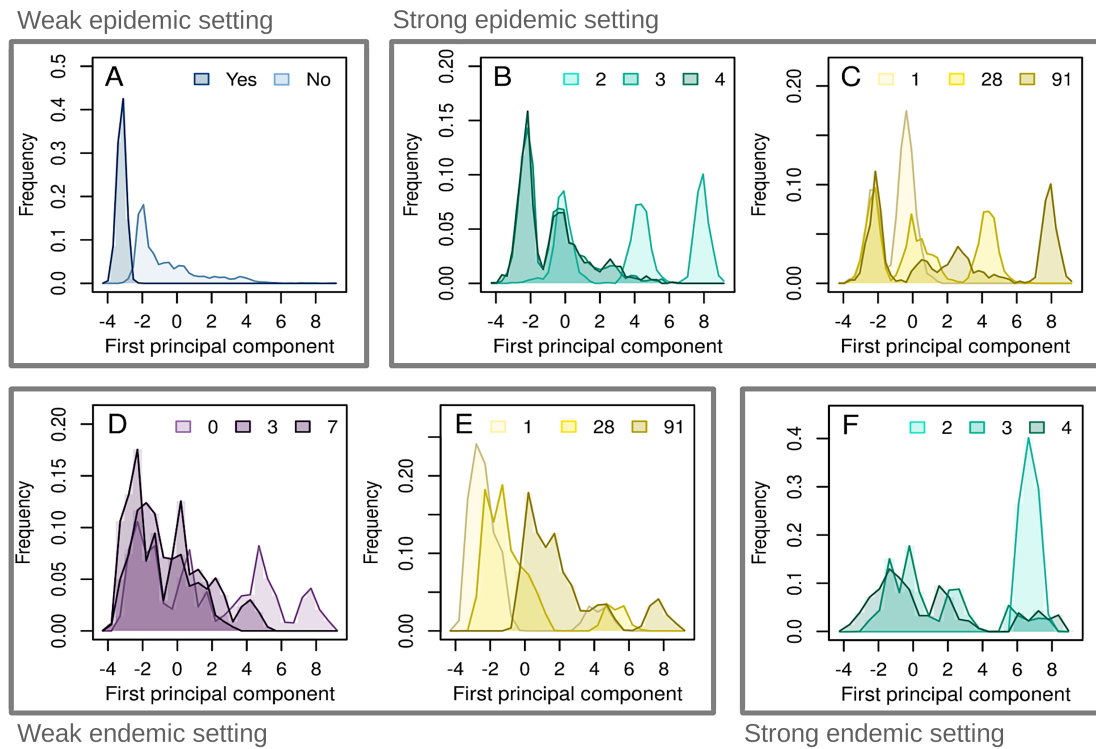 Weak epidemic setting
Strong epidemic setting
A
Yes No
Frequency
0.0 0.1 0.2 0.3 0.4 0.5
-4 -2 0 2 4 6 8
First principal component
B
2 3 4
Frequency
0.00 0.05 0.10 0.15 0.20
-4 -2 0 2 4 6 8
First principal component
C
1 28 91
Frequency
0.00 0.10 0.20
-4 -2 0 2 4 6 8
First principal component
D
0 3 7
Frequency
0.00 0.05 0.10 0.15 0.20
-4 -2 0 2 4 6 8
First principal component
E
1 28 91
Frequency
0.00 0.10 0.20
-4 -2 0 2 4 6 8
First principal component
F
2 3 4
Frequency
0.0 0.1 0.2 0.3 0.4
-4 -2 0 2 4 6 8
First principal component
Weak endemic setting
Strong endemic setting